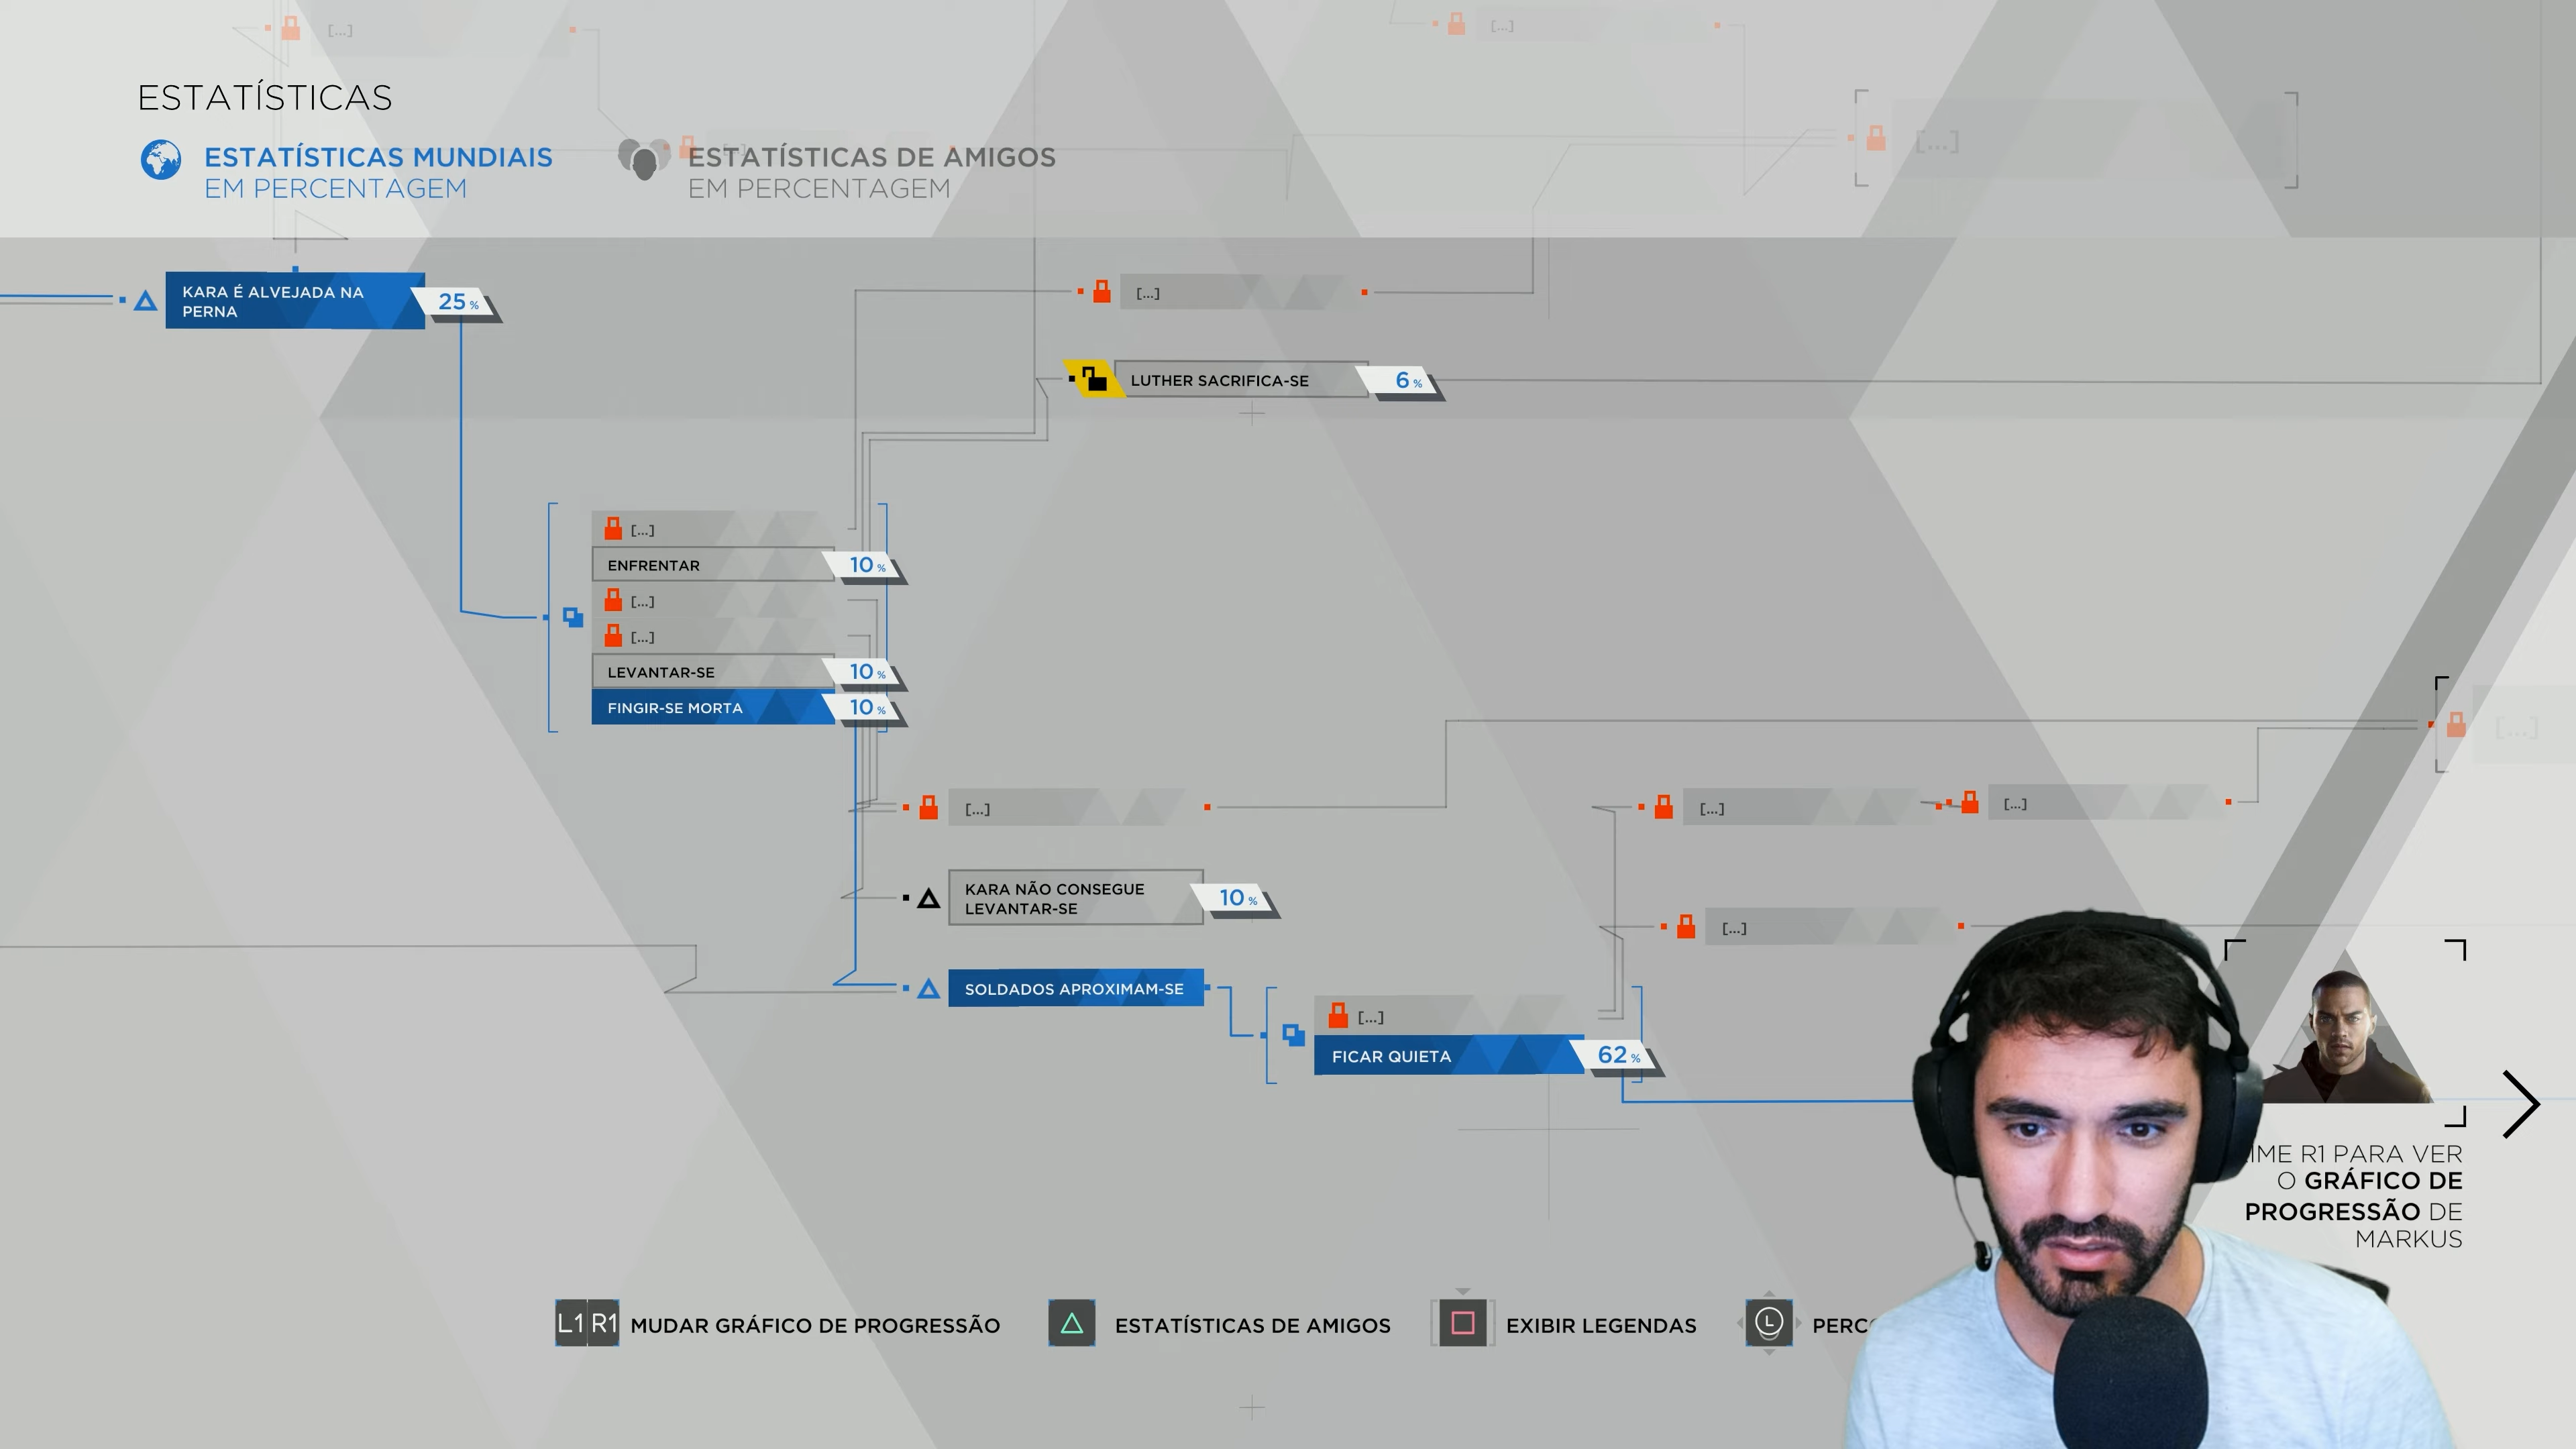 [...]
[...]
ESTATÍSTICAS
ESTATÍSTICAS MUNDIAIS
EM PERCENTAGEM
ESTATÍSTICAS DE AMIGOS
EM PERCENTAGEM
[...]
KARA É ALVEJADA NA
PERNA
25 %
[...]
LUTHER SACRIFICA-SE
6 %
[...]
ENFRENTAR
10 %
[...]
[...]
LEVANTAR-SE
10 %
FINGIR-SE MORTA
10 %
[...]
[...]
[...]
[...]
KARA NÃO CONSEGUE
LEVANTAR-SE
10 %
[...]
SOLDADOS APROXIMAM-SE
[...]
FICAR QUIETA
62 %
IME R1 PARA VER
O GRÁFICO DE
PROGRESSÃO DE
MARKUS
L1 R1 MUDAR GRÁFICO DE PROGRESSÃO
ESTATÍSTICAS DE AMIGOS
EXIBIR LEGENDAS
L
PERC